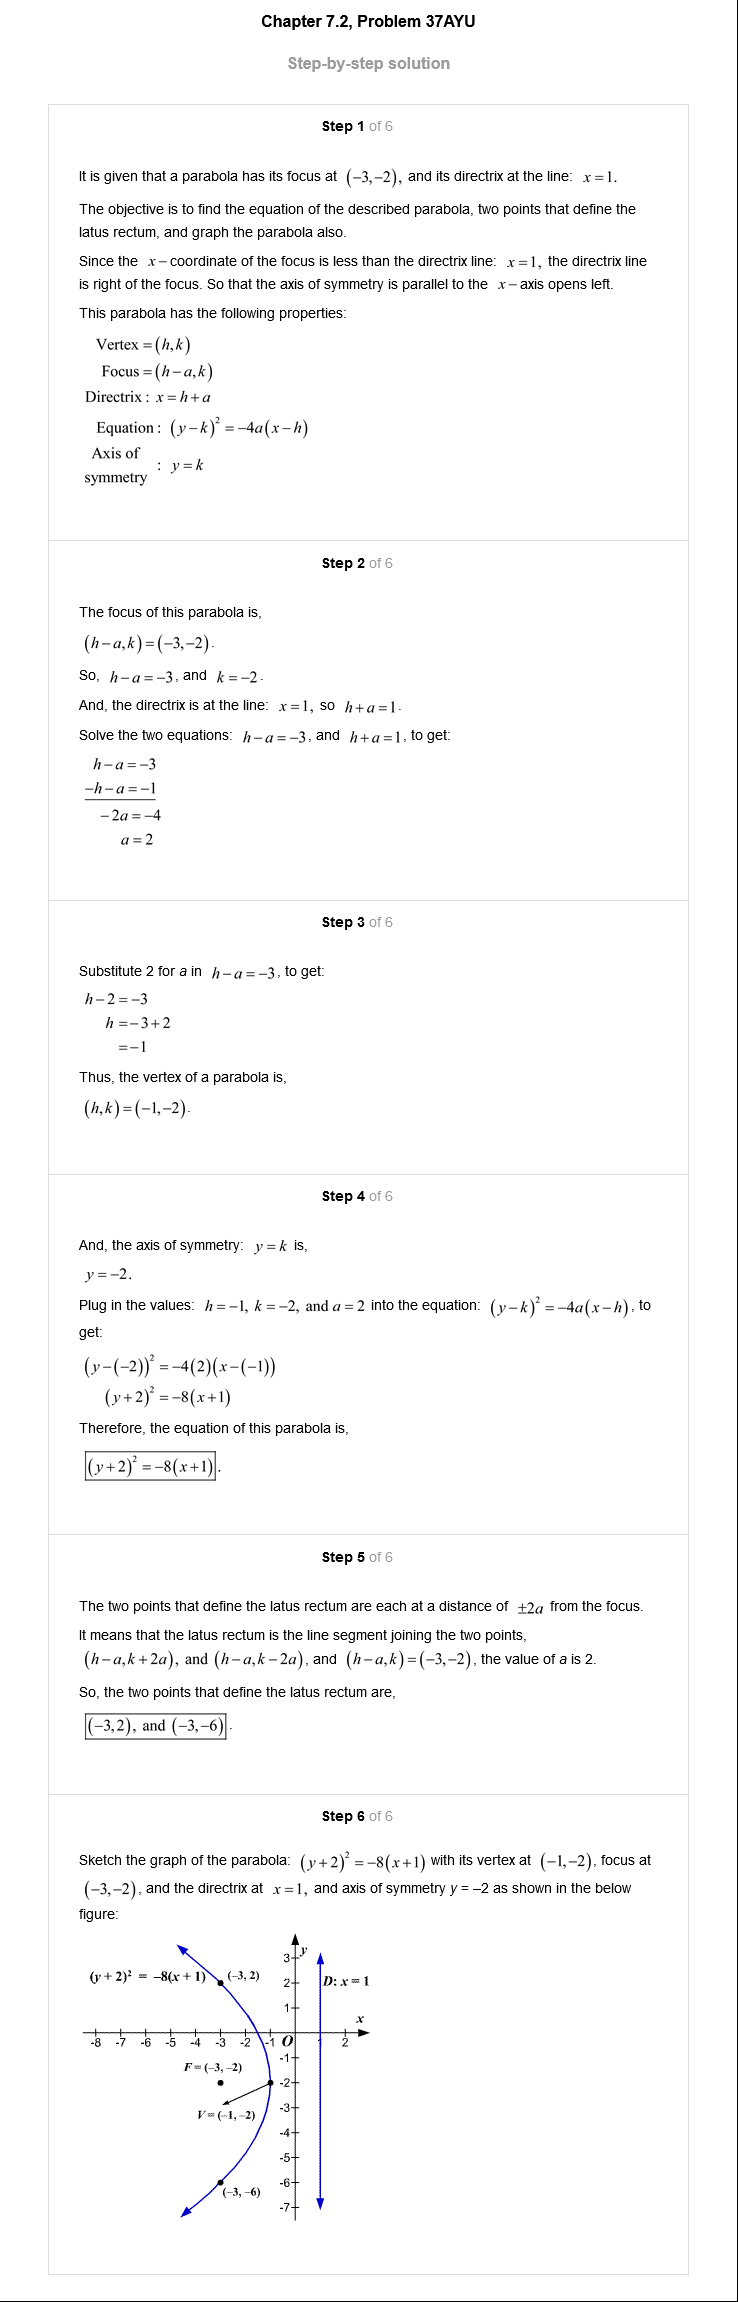 Chapter 7.2, Problem 37AYU
Step-by-step solution
Step 1 of 6
It is given that a parabola has its focus at (−3,−2), and its directrix at the line: x=1.
The objective is to find the equation of the described parabola, two points that define the
latus rectum, and graph the parabola also.
Since the x− coordinate of the focus is less than the directrix line: x=1, the directrix line
is right of the focus. So that the axis of symmetry is parallel to the x− axis opens left.
This parabola has the following properties:
Vertex =(h,k)
Focus =(h−a,k)
Directrix : x=h+a
Equation : (y−k)² =−4a(x−h)
Axis of
symmetry : y=k
Step 2 of 6
The focus of this parabola is,
(h−a,k)=(−3,−2).
So, h−a=−3, and k=−2.
And, the directrix is at the line: x=1, so h+a=1.
Solve the two equations: h−a=−3, and h+a=1, to get:
h−a=−3
−h−a=−1
−2a=−4
a=2
Step 3 of 6
Substitute 2 for a in h−a=−3, to get:
h−2=−3
h =−3+2
=−1
Thus, the vertex of a parabola is,
(h,k)=(−1,−2).
Step 4 of 6
And, the axis of symmetry: y=k is,
y=−2.
Plug in the values: h=−1, k=−2, and a=2 into the equation: (y−k)² =−4a(x−h), to
get:
(y−(−2))² =−4(2)(x−(−1))
(y+2)² =−8(x+1)
Therefore, the equation of this parabola is,
(y+2)² =−8(x+1).
Step 5 of 6
The two points that define the latus rectum are each at a distance of ±2a from the focus.
It means that the latus rectum is the line segment joining the two points,
(h−a,k+2a), and (h−a,k−2a), and (h−a,k)=(−3,−2), the value of a is 2.
So, the two points that define the latus rectum are,
(−3,2), and (−3,−6).
Step 6 of 6
Sketch the graph of the parabola: (y+2)² =−8(x+1) with its vertex at (−1,−2), focus at
(−3,−2), and the directrix at x=1, and axis of symmetry y = −2 as shown in the below
figure:
y
3
(y + 2)² = −8(x + 1) (−3, 2) 2 D: x = 1
1
x
-8 -7 -6 -5 -4 -3 -2 -1 O 1 2
-1
F = (−3, −2)
-2
V = (−1, −2) -3
-4
-5
-6
(−3, −6)
-7